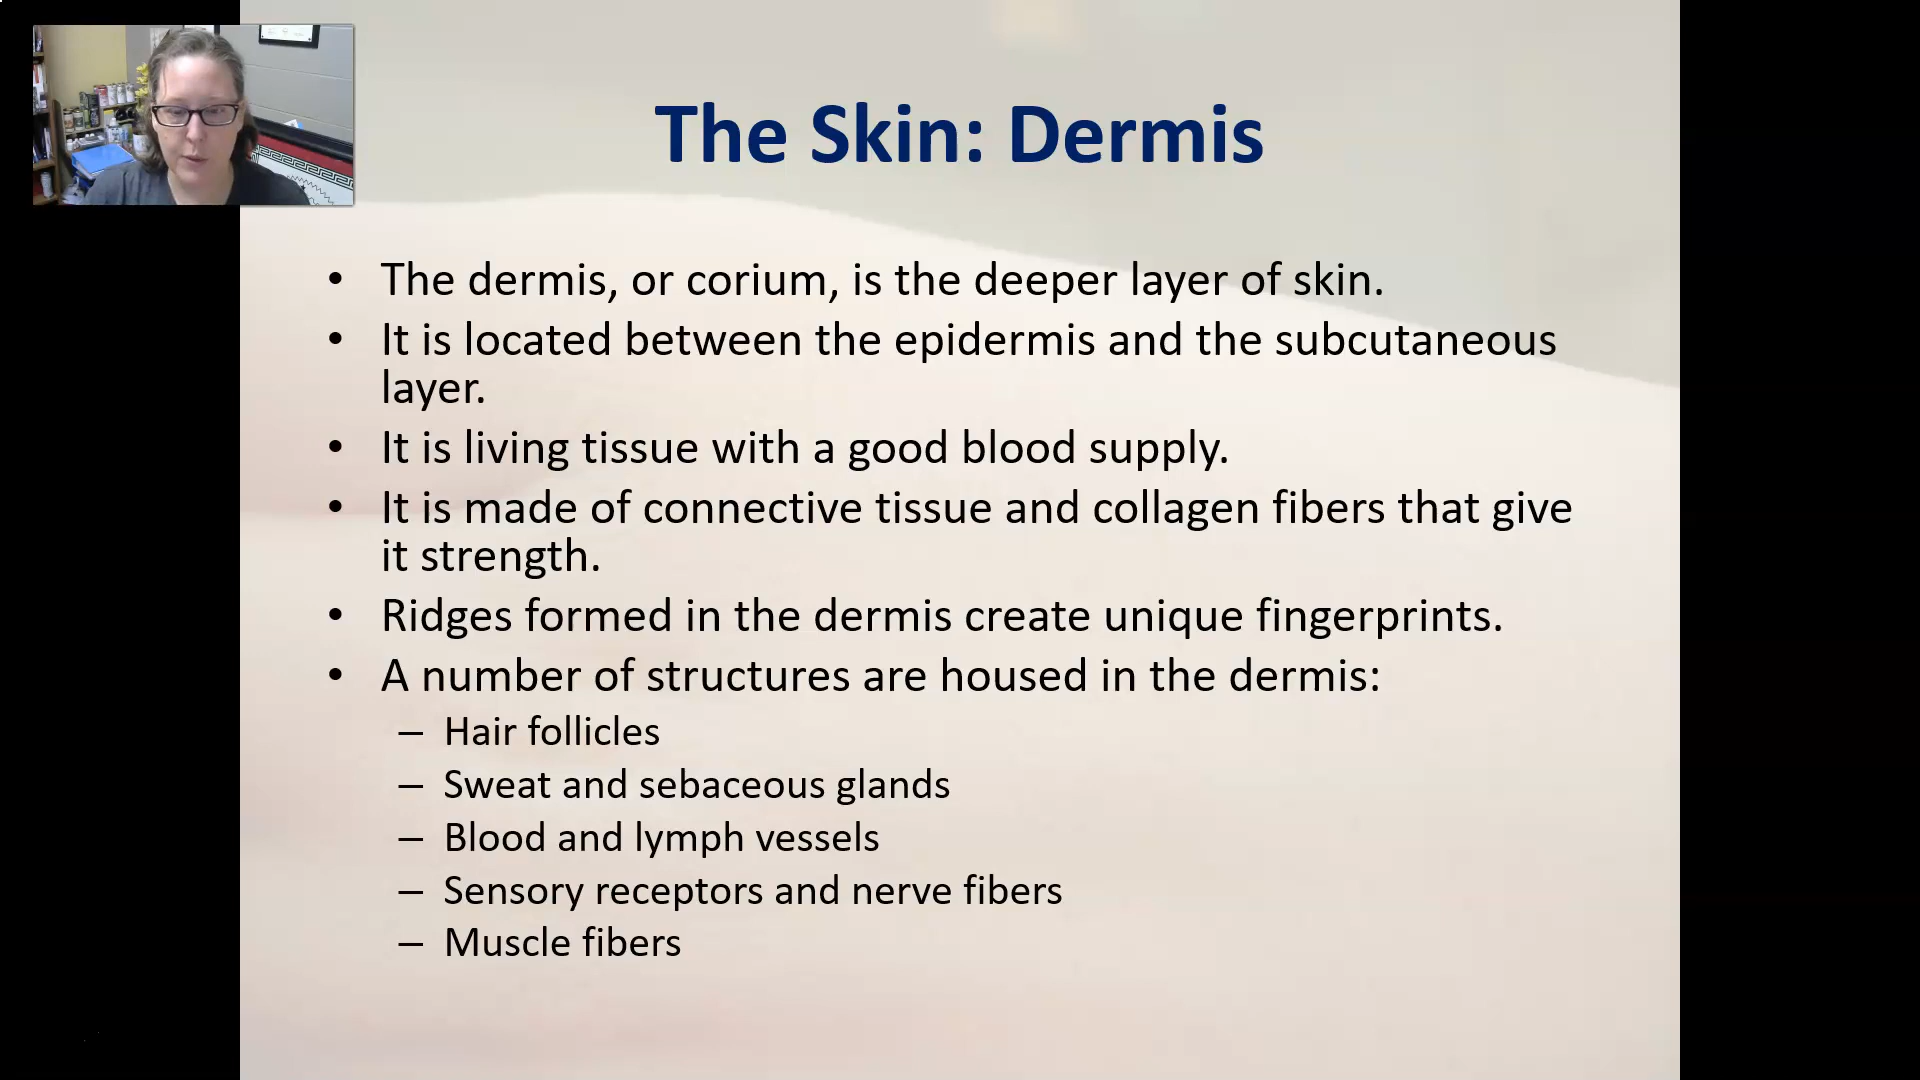 The Skin: Dermis
• The dermis, or corium, is the deeper layer of skin.
• It is located between the epidermis and the subcutaneous
layer.
• It is living tissue with a good blood supply.
• It is made of connective tissue and collagen fibers that give
it strength.
• Ridges formed in the dermis create unique fingerprints.
• A number of structures are housed in the dermis:
– Hair follicles
– Sweat and sebaceous glands
– Blood and lymph vessels
– Sensory receptors and nerve fibers
– Muscle fibers